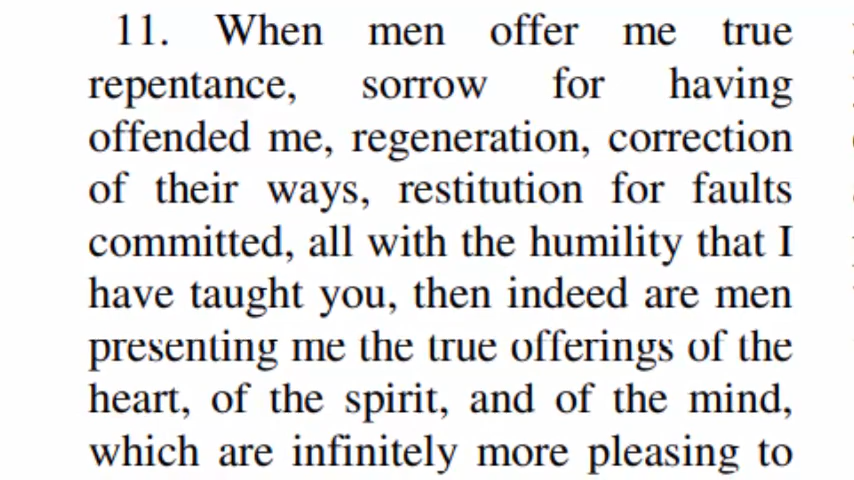 11. When men offer me true
repentance, sorrow for having
offended me, regeneration, correction
of their ways, restitution for faults
committed, all with the humility that I
have taught you, then indeed are men
presenting me the true offerings of the
heart, of the spirit, and of the mind,
which are infinitely more pleasing to